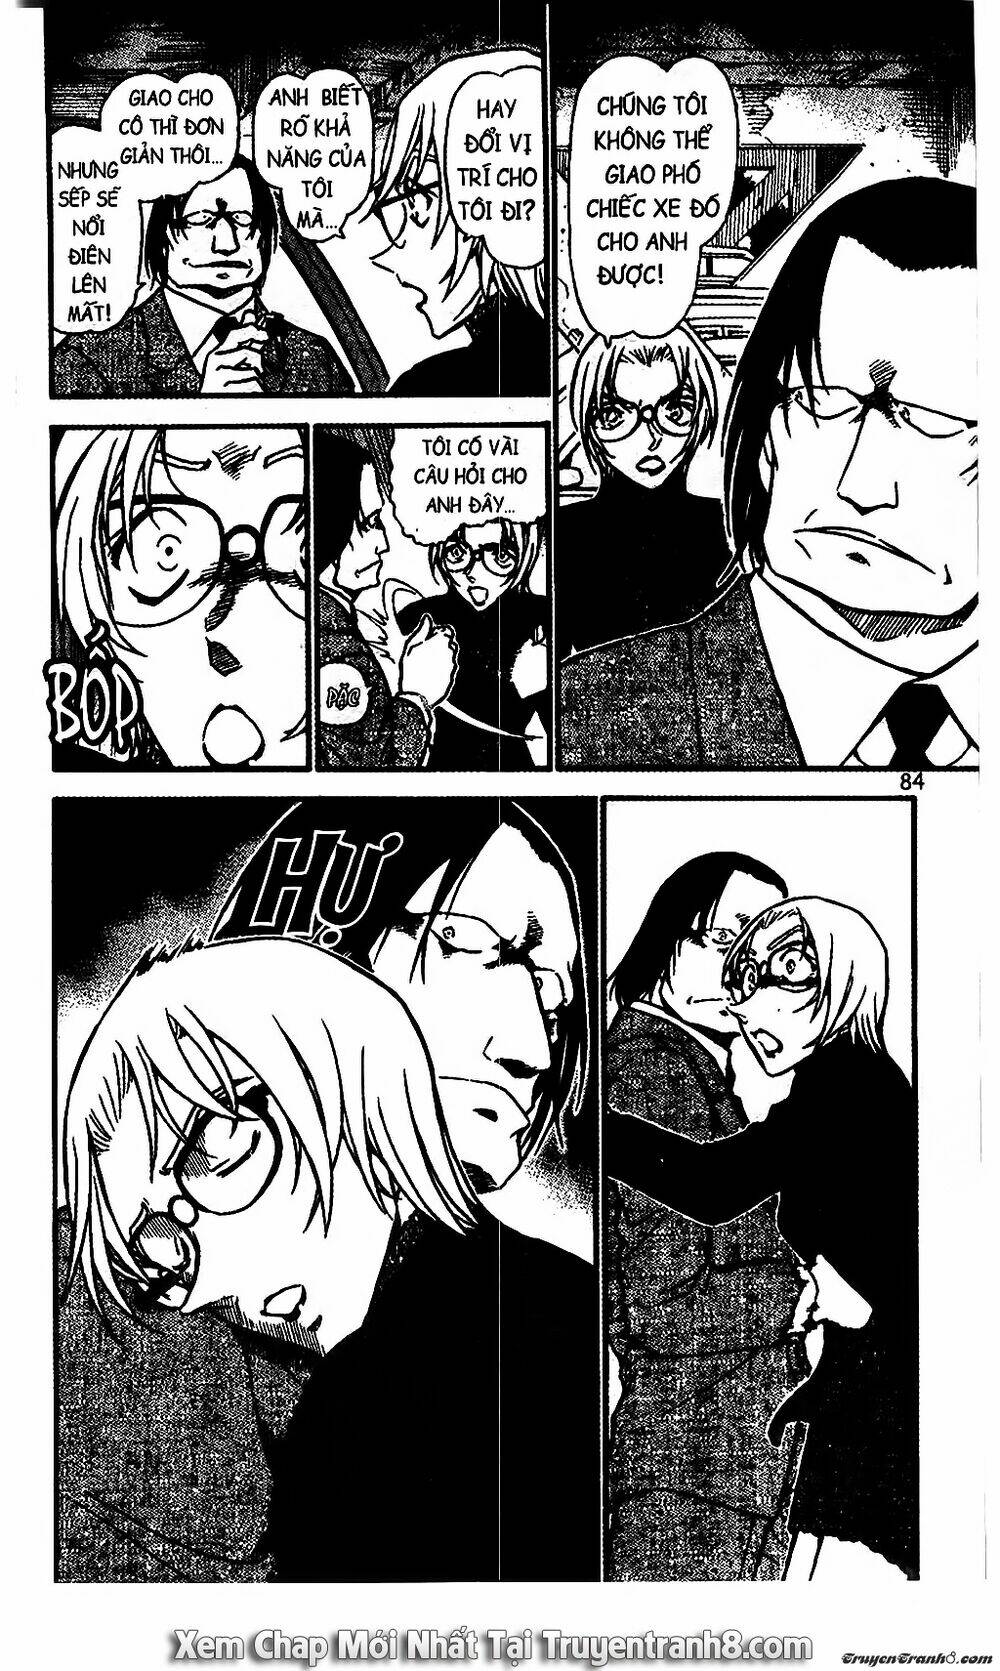 CHÚNG TÔI
KHÔNG THỂ
GIAO PHÓ
CHIẾC XE ĐÓ
CHO ANH
ĐƯỢC!
HAY
ĐỔI VỊ
TRÍ CHO
TÔI ĐI?
ANH BIẾT
RÕ KHẢ
NĂNG CỦA
TÔI
MÀ...
GIAO CHO
CÔ THÌ ĐƠN
GIẢN THÔI...
NHƯNG
SẾP SẼ
NỔI
ĐIÊN
LÊN
MẤT!
TÔI CÓ VÀI
CÂU HỎI CHO
ANH ĐÂY...
PẶC
BỐP
84
HỰ
Xem Chap Mới Nhất Tại Truyentranh8.com
TruyenTranh8.com